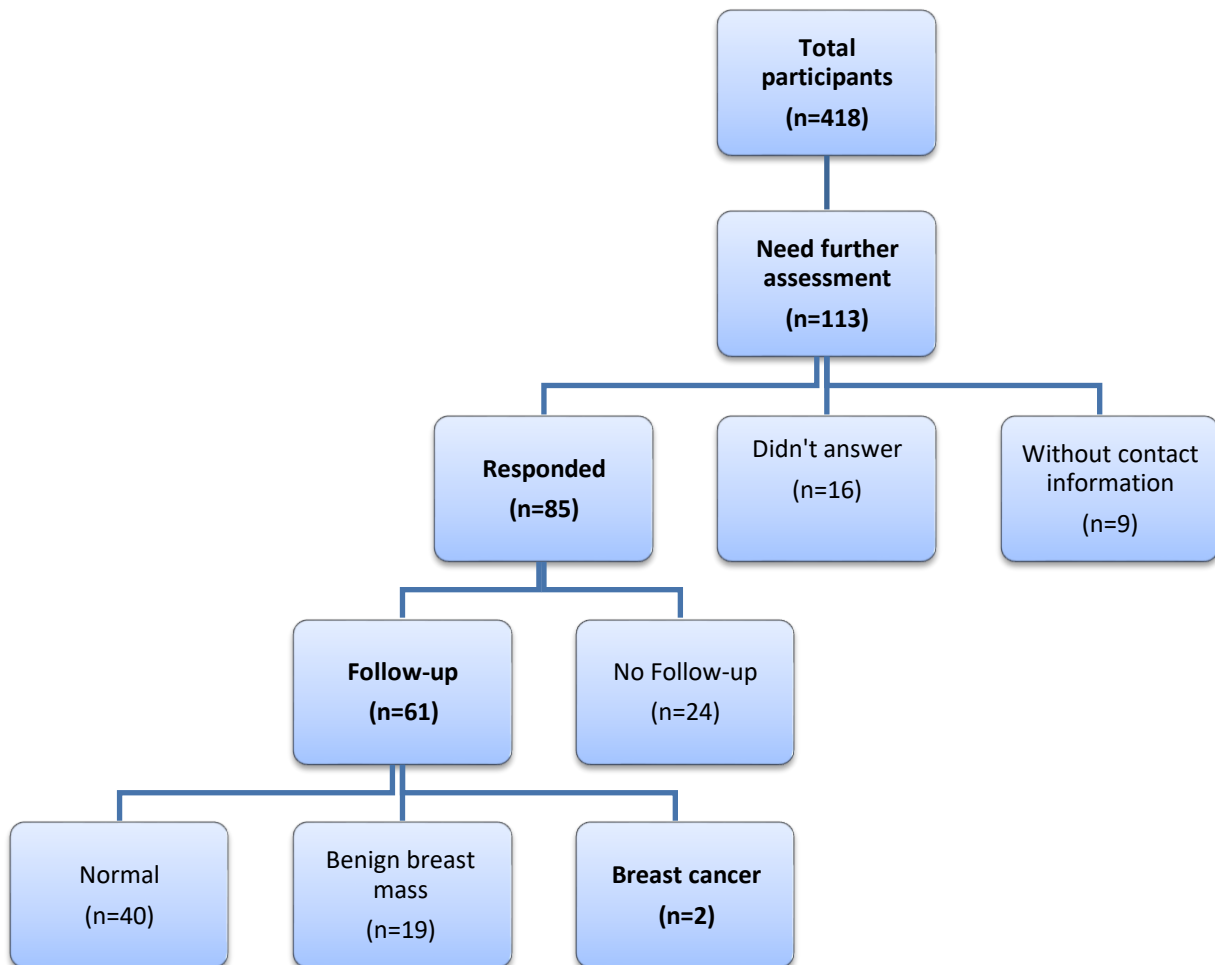 Total
participants
(n=418)
Need further
assessment
(n=113)
Responded
(n=85)
Didn't answer
(n=16)
Without contact
information
(n=9)
Follow-up
(n=61)
No Follow-up
(n=24)
Normal
(n=40)
Benign breast
mass
(n=19)
Breast cancer
(n=2)